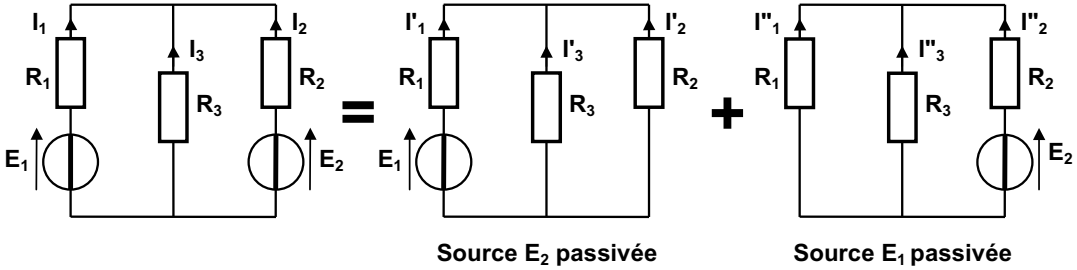 I₁ I₂ I'₁ I'₂ I"₁ I"₂
I₃ I'₃ I"₃
R₁ R₂ R₁ R₂ R₁ R₂
R₃ = R₃ + R₃
E₁ E₂ E₁ E₂
Source E₂ passivée Source E₁ passivée